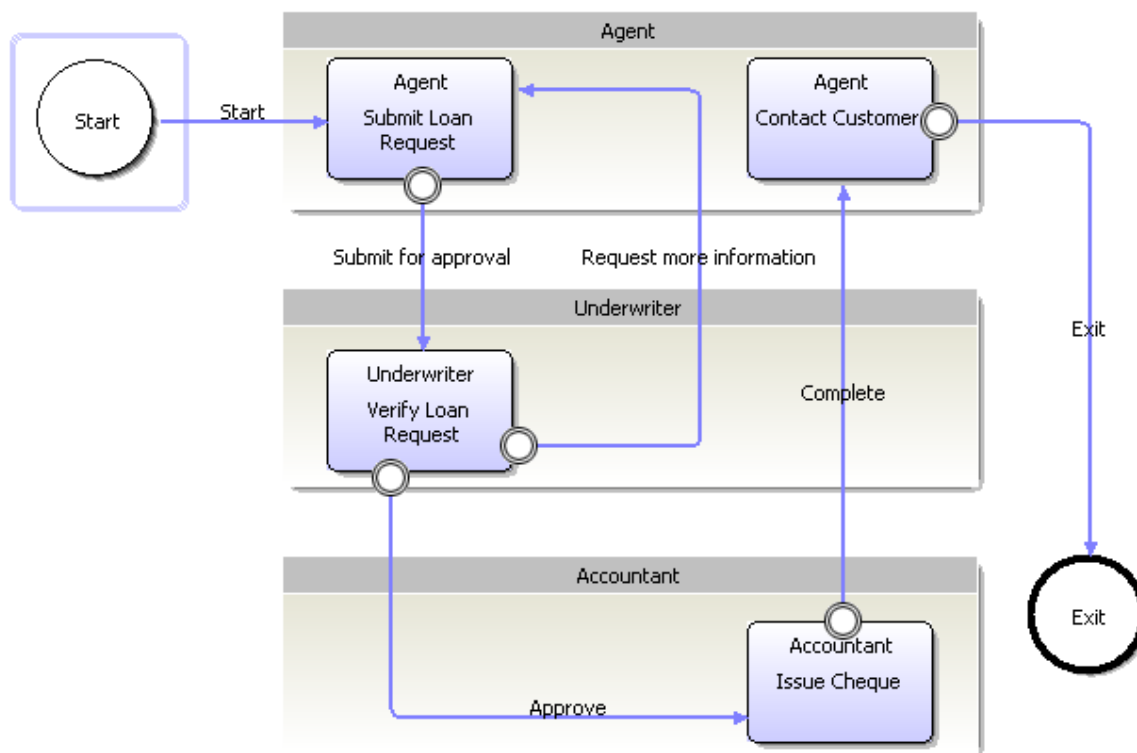 Agent
Agent
Submit Loan
Request
Agent
Contact Customer
Start
Start
Submit for approval
Request more information
Underwriter
Underwriter
Verify Loan
Request
Complete
Exit
Accountant
Accountant
Issue Cheque
Approve
Exit